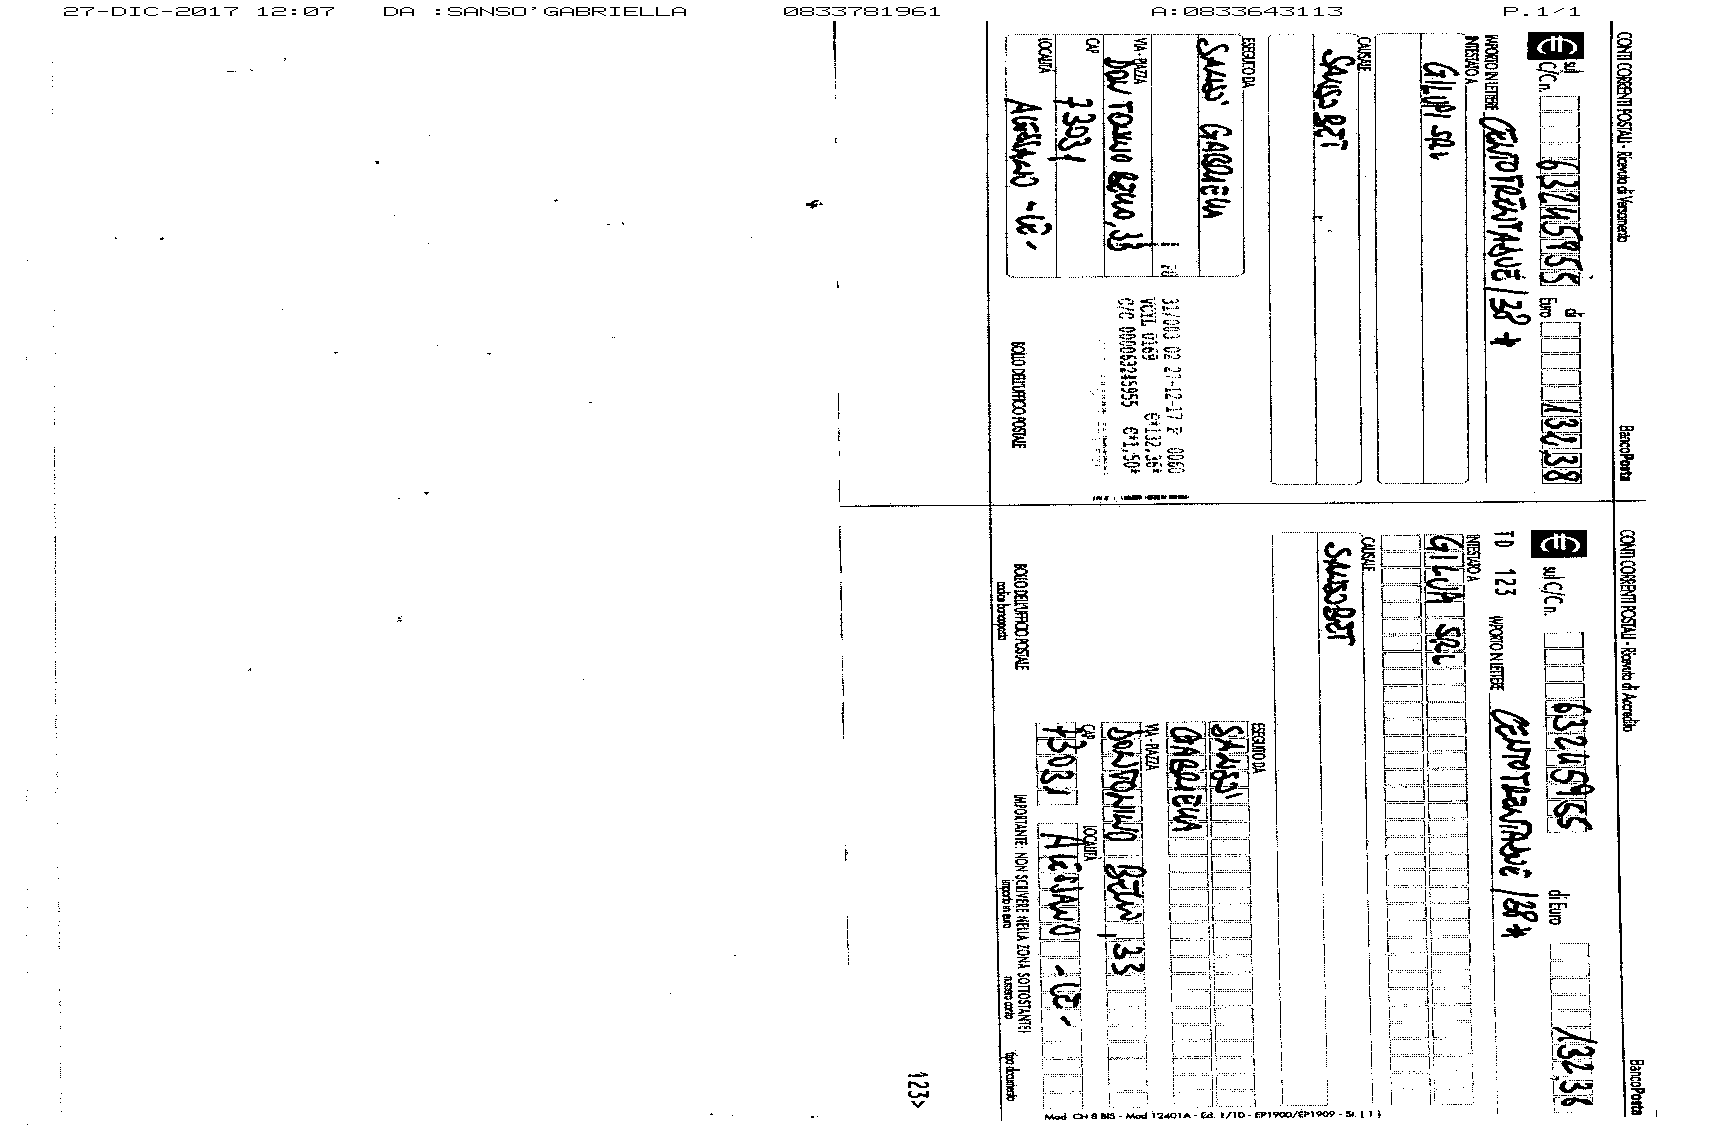 27-DIC-2017 12:07 DA :SANSO'GABRIELLA 0833781961 A:0833643113 P.1/1
CONTI CORRENTI POSTALI - Ricevuta di Versamento BancoPosta
sul C/C n. 63245955 di Euro 132,38
IMPORTO IN LETTERE CENTOTRENTADUE/38 *
INTESTATO A
GILUPI SRL
CAUSALE
SANSOBET
ESEGUITO DA
SANSO' GABRIELLA
VIA - PIAZZA
DON TONINO BELLO, 33
CAP
73031
LOCALITÀ
ALESSANO - LE -
31/000 02 27-12-17 P 0060
VCYL 0169 €*132,38*
C/C 000063245955 €*1,50*
BOLLO DELL'UFFICIO POSTALE
CONTI CORRENTI POSTALI - Ricevuta di Accredito BancoPosta
sul C/C n. 63245955 di Euro 132,38
TD 123 IMPORTO IN LETTERE CENTOTRENTADUE/38 *
INTESTATO A
SRL
CAUSALE
SANSOBET
ESEGUITO DA
SANSO'
GABRIELLA
VIA - PIAZZA
DON TONINO BELLO, 33
CAP LOCALITÀ
73031 ALESSANO - LE -
BOLLO DELL'UFFICIO POSTALE
codice bancoposta
IMPORTANTE: NON SCRIVERE NELLA ZONA SOTTOSTANTE!
importo in euro numero conto tipo documento
123>
Mod. CH 8 BIS - Mod 12401A - Ed. 1/10 - EP1900/EP1909 - St. [ 1 ]